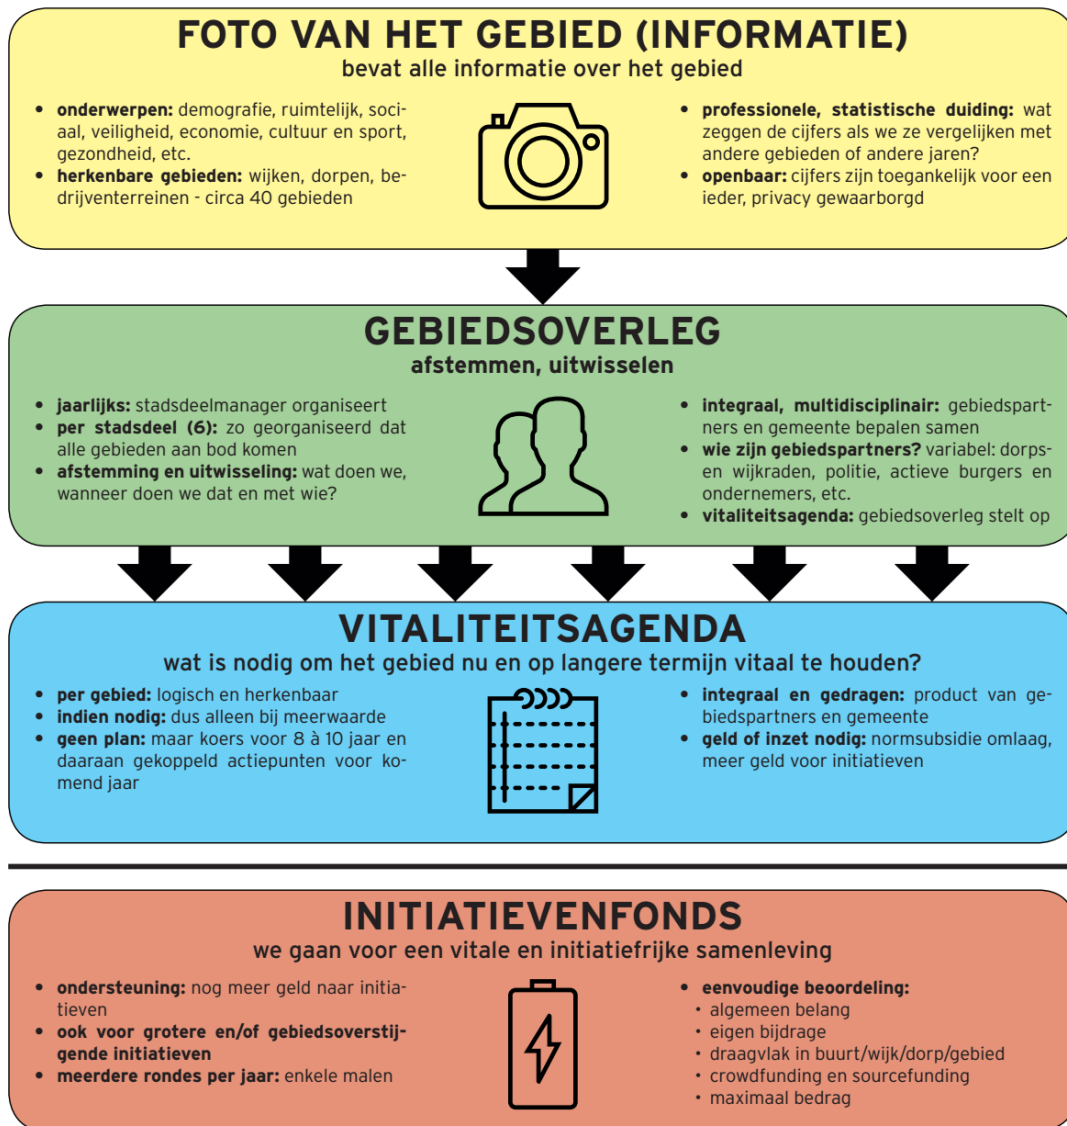 FOTO VAN HET GEBIED (INFORMATIE)
bevat alle informatie over het gebied
• onderwerpen: demografie, ruimtelijk, soci-
aal, veiligheid, economie, cultuur en sport,
gezondheid, etc.
• herkenbare gebieden: wijken, dorpen, be-
drijventerreinen - circa 40 gebieden
• professionele, statistische duiding: wat
zeggen de cijfers als we ze vergelijken met
andere gebieden of andere jaren?
• openbaar: cijfers zijn toegankelijk voor een
ieder, privacy gewaarborgd
GEBIEDSOVERLEG
afstemmen, uitwisselen
• jaarlijks: stadsdeelmanager organiseert
• per stadsdeel (6): zo georganiseerd dat
alle gebieden aan bod komen
• afstemming en uitwisseling: wat doen we,
wanneer doen we dat en met wie?
• integraal, multidisciplinair: gebiedspart-
ners en gemeente bepalen samen
• wie zijn gebiedspartners? variabel: dorps-
en wijkraden, politie, actieve burgers en
ondernemers, etc.
• vitaliteitsagenda: gebiedsoverleg stelt op
VITALITEITSAGENDA
wat is nodig om het gebied nu en op langere termijn vitaal te houden?
• per gebied: logisch en herkenbaar
• indien nodig: dus alleen bij meerwaarde
• geen plan: maar koers voor 8 à 10 jaar en
daaraan gekoppeld actiepunten voor ko-
mend jaar
• integraal en gedragen: product van ge-
biedspartners en gemeente
• geld of inzet nodig: normsubsidie omlaag,
meer geld voor initiatieven
INITIATIEVENFONDS
we gaan voor een vitale en initiatiefrijke samenleving
• ondersteuning: nog meer geld naar initia-
tieven
• ook voor grotere en/of gebiedsoverstij-
gende initiatieven
• meerdere rondes per jaar: enkele malen
• eenvoudige beoordeling:
• algemeen belang
• eigen bijdrage
• draagvlak in buurt/wijk/dorp/gebied
• crowdfunding en sourcefunding
• maximaal bedrag